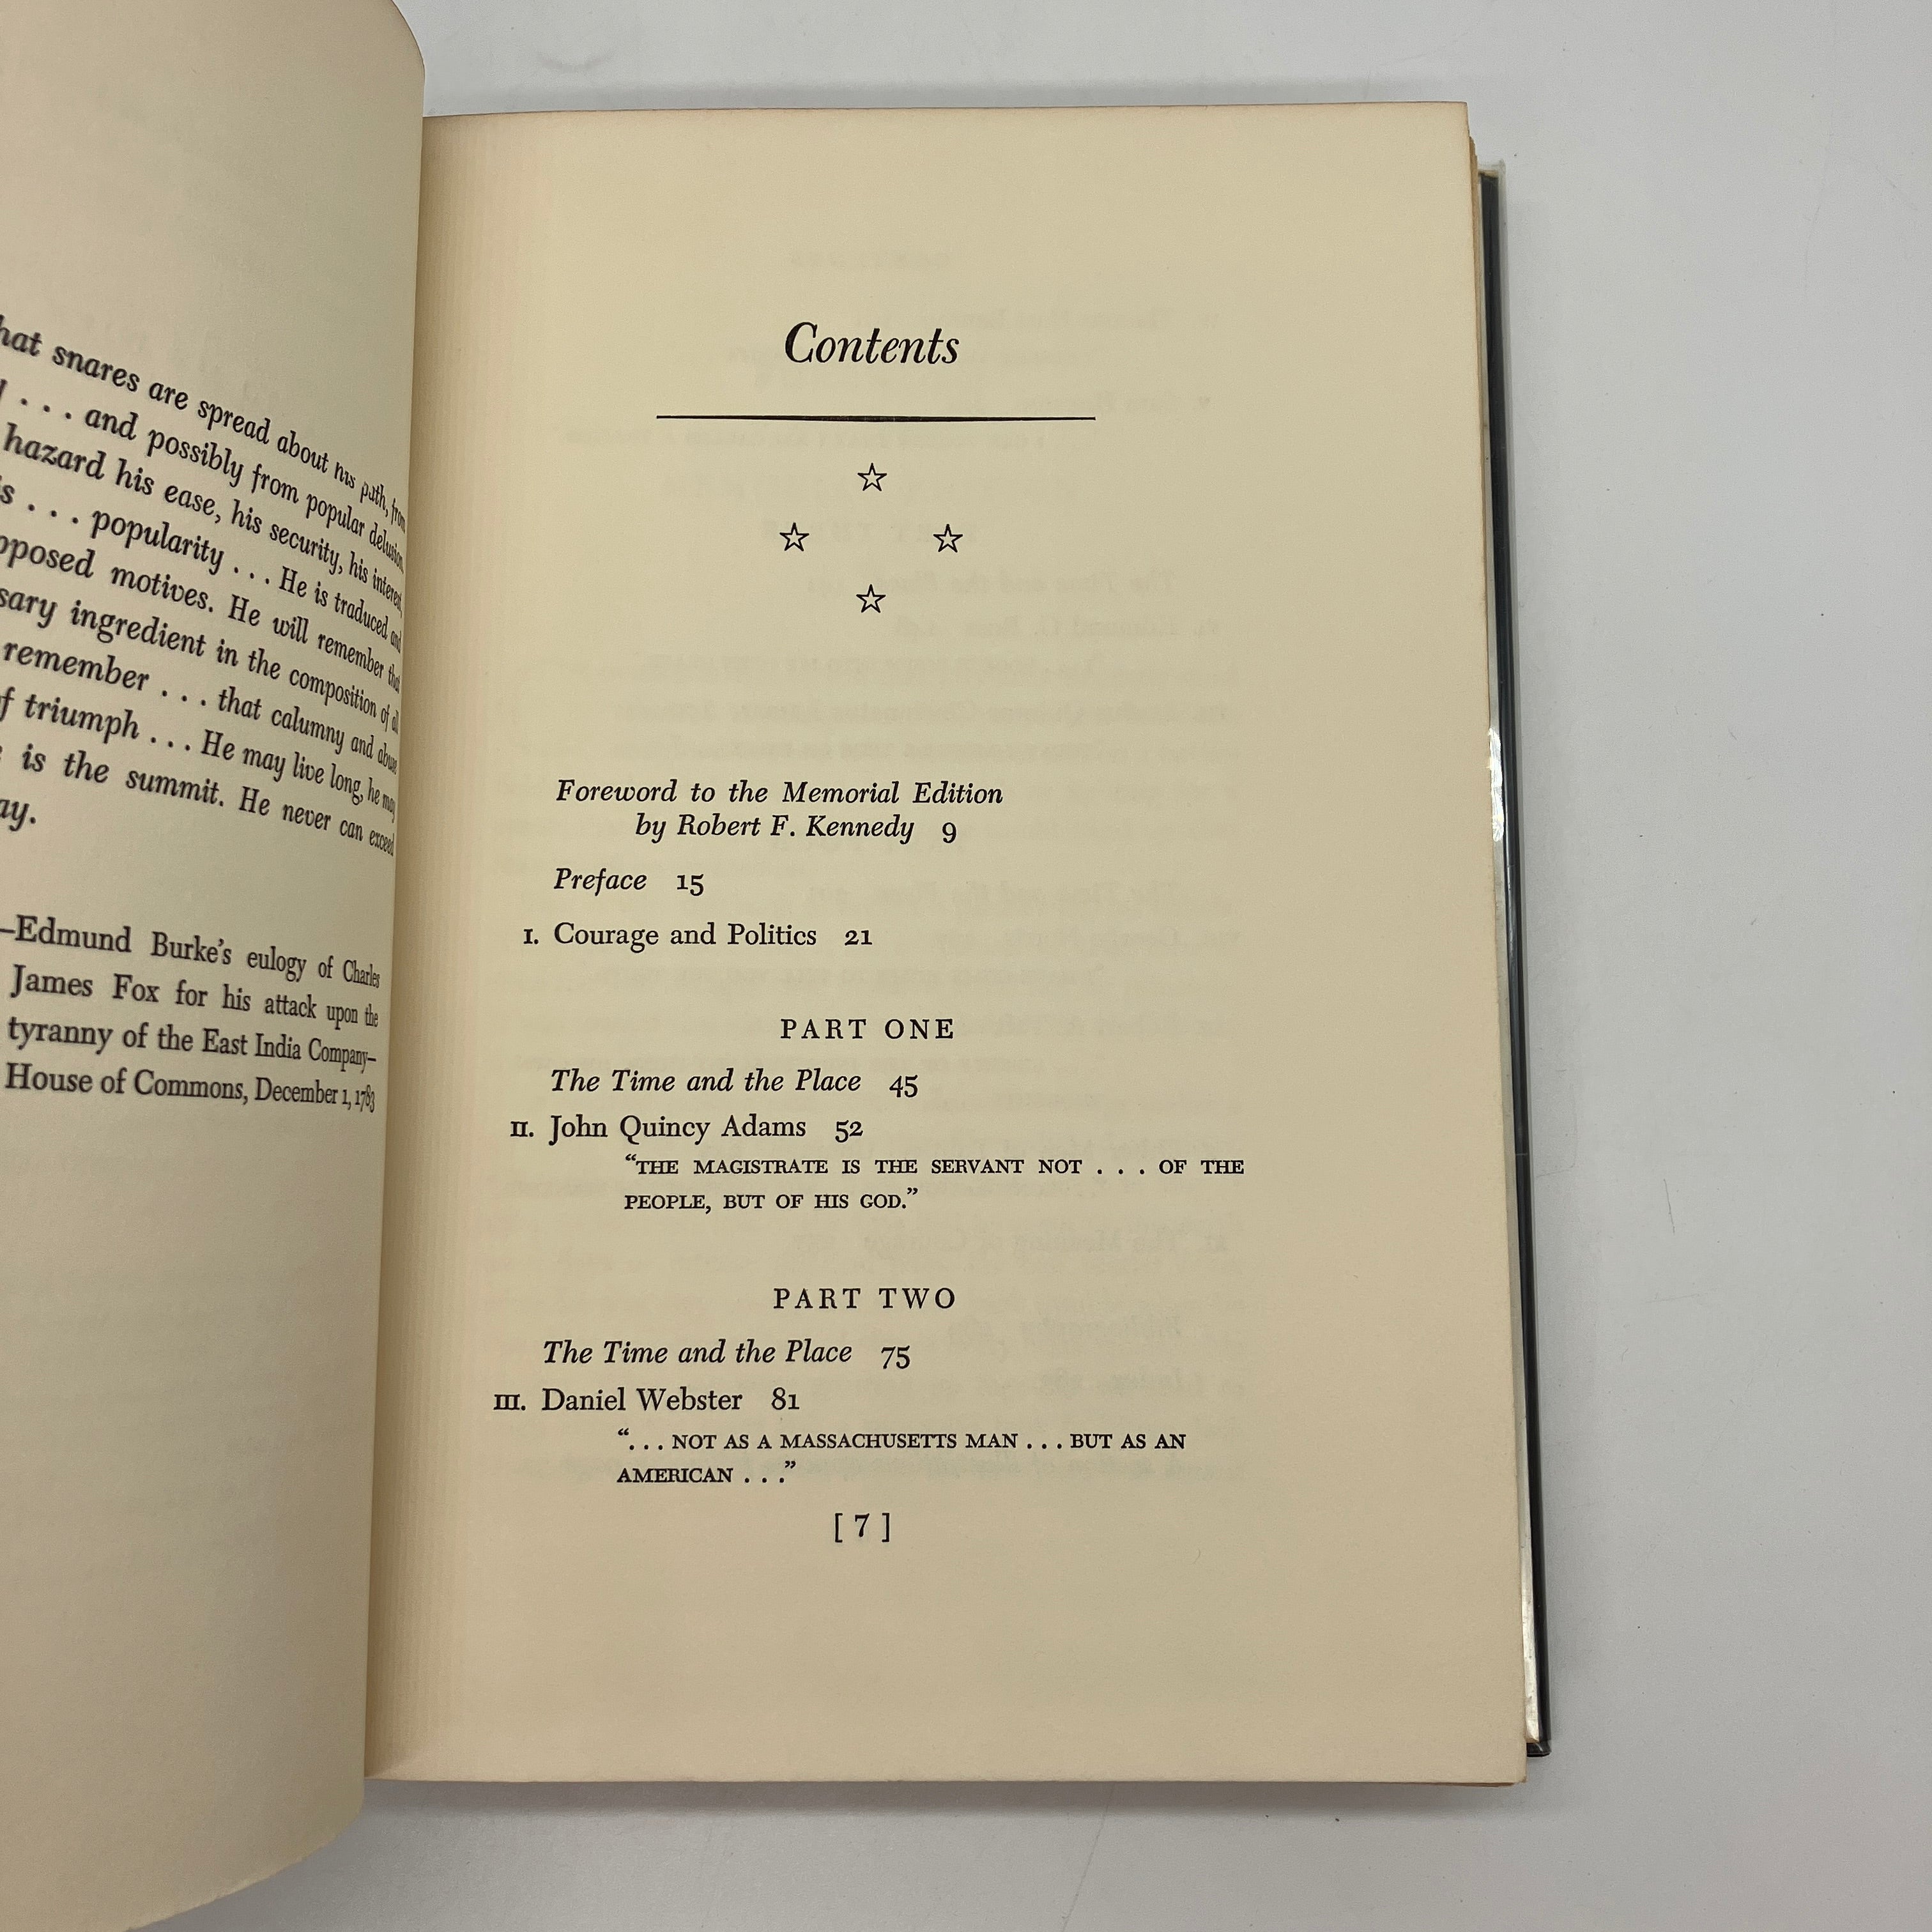 hat snares are spread about his path, from
. . . and possibly from popular delusion.
hazard his ease, his security, his interest,
s . . . popularity . . . He is traduced and
pposed motives. He will remember that
sary ingredient in the composition of all
remember . . . that calumny and abuse
f triumph . . . He may live long, he may
is the summit. He never can exceed
ay.
—Edmund Burke's eulogy of Charles
James Fox for his attack upon the
tyranny of the East India Company—
House of Commons, December 1, 1783
Contents
Foreword to the Memorial Edition
by Robert F. Kennedy 9
Preface 15
I. Courage and Politics 21
PART ONE
The Time and the Place 45
II. John Quincy Adams 52
"THE MAGISTRATE IS THE SERVANT NOT . . . OF THE
PEOPLE, BUT OF HIS GOD."
PART TWO
The Time and the Place 75
III. Daniel Webster 81
". . . NOT AS A MASSACHUSETTS MAN . . . BUT AS AN
AMERICAN . . ."
[ 7 ]